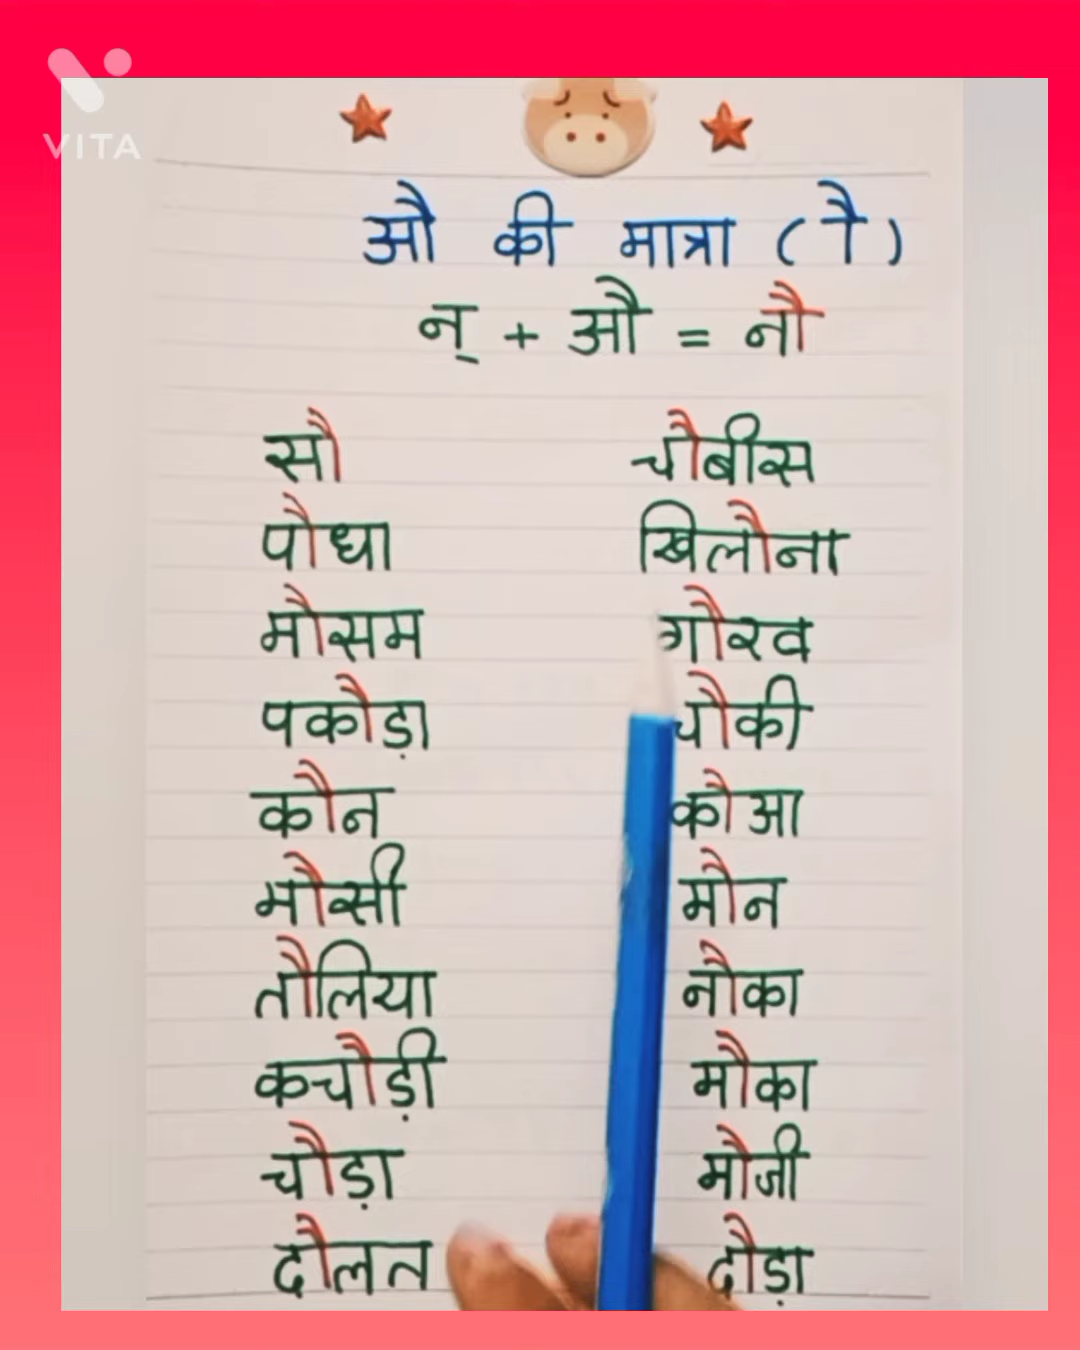 VITA
औ की मात्रा ( ौ )
न् + औ = नौ
सौ चौबीस
पौधा खिलौना
मौसम गौरव
पकौड़ा चौकी
कौन कौआ
मौसी मौन
तौलिया नौका
कचौड़ी मौका
चौड़ा मौजी
दौलत दौड़ा